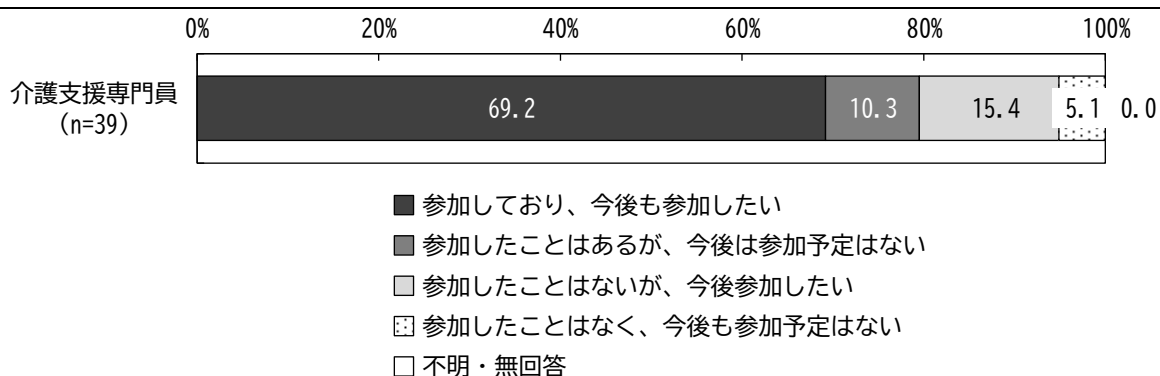 0% 20% 40% 60% 80% 100%
介護支援専門員
(n=39)
69.2 10.3 15.4 5.1 0.0
参加しており、今後も参加したい
参加したことはあるが、今後は参加予定はない
参加したことはないが、今後参加したい
参加したことはなく、今後も参加予定はない
不明・無回答